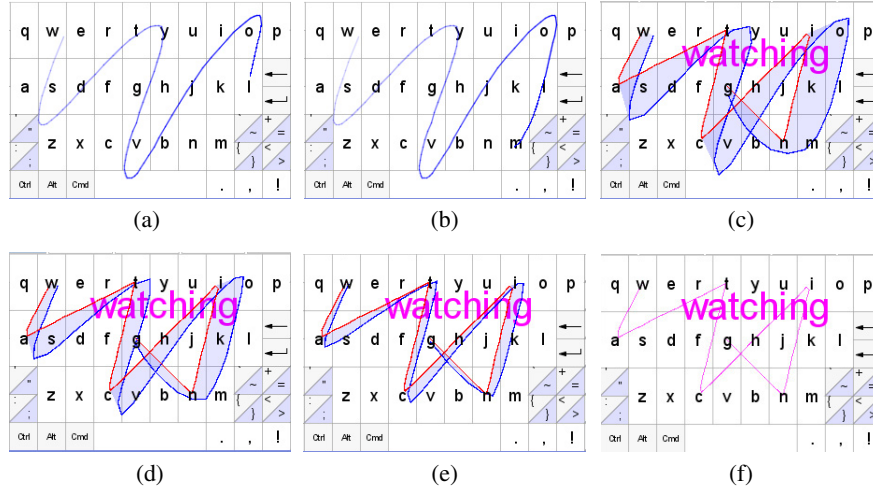 q w e r t y u i o p
a s d f g h j k l
' " ~ + =
: ; z x c v b n m { } < >
Ctrl Alt Cmd . , !
(a)
q w e r t y u i o p
a s d f g h j k l
' " ~ + =
: ; z x c v b n m { } < >
Ctrl Alt Cmd . , !
(b)
q w e r t y u i o p
watching
a s d f g h j k l
' " ~ + =
: ; z x c v b n m { } < >
Ctrl Alt Cmd . , !
(c)
q w e r t y u i o p
watching
a s d f g h j k l
' " ~ + =
: ; z x c v b n m { } < >
Ctrl Alt Cmd . , !
(d)
q w e r t y u i o p
watching
a s d f g h j k l
' " ~ + =
: ; z x c v b n m { } < >
Ctrl Alt Cmd . , !
(e)
q w e r t y u i o p
watching
a s d f g h j k l
' " ~ + =
: ; z x c v b n m { } < >
Ctrl Alt Cmd . , !
(f)